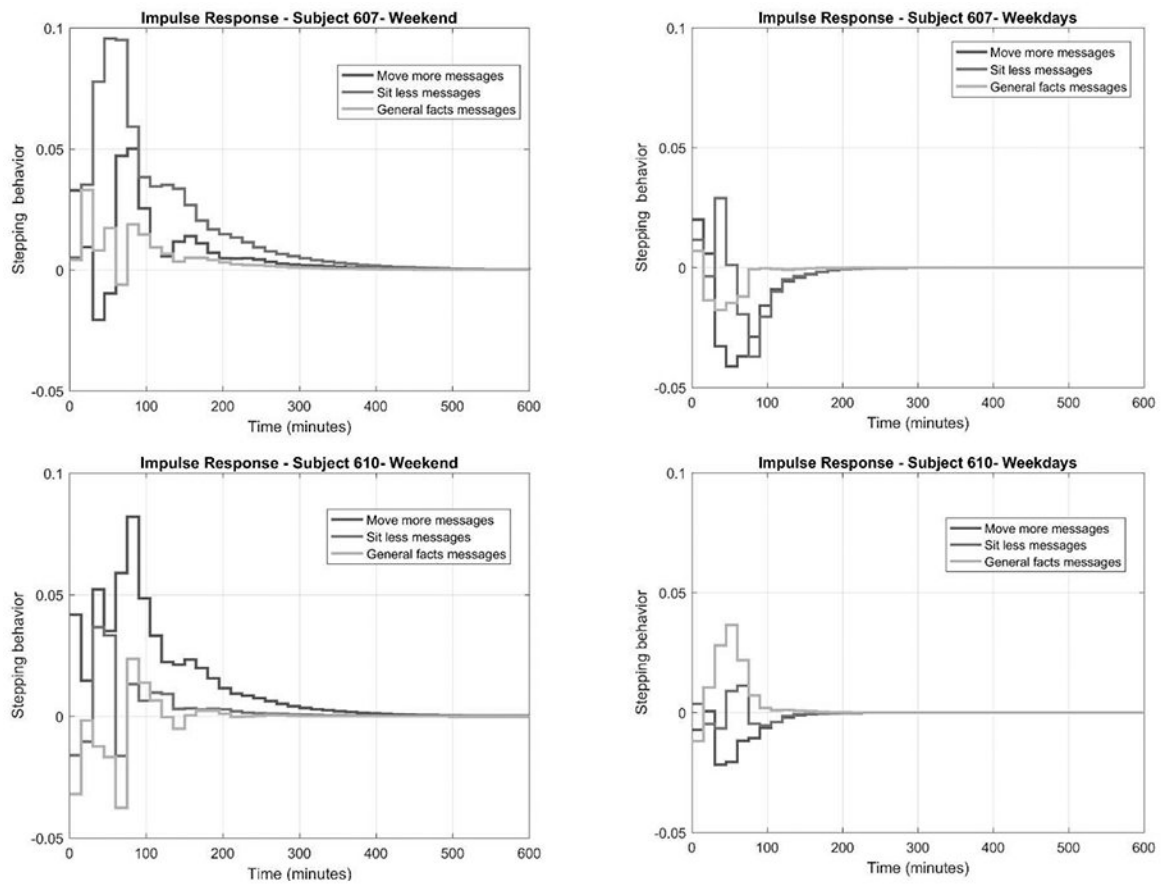 Impulse Response - Subject 607- Weekend
0.1
0.05
0
-0.05
Stepping behavior
Move more messages
Sit less messages
General facts messages
0 100 200 300 400 500 600
Time (minutes)
Impulse Response - Subject 607- Weekdays
0.1
0.05
0
-0.05
Stepping behavior
Move more messages
Sit less messages
General facts messages
0 100 200 300 400 500 600
Time (minutes)
Impulse Response - Subject 610- Weekend
0.1
0.05
0
-0.05
Stepping behavior
Move more messages
Sit less messages
General facts messages
0 100 200 300 400 500 600
Time (minutes)
Impulse Response - Subject 610- Weekdays
0.1
0.05
0
-0.05
Stepping behavior
Move more messages
Sit less messages
General facts messages
0 100 200 300 400 500 600
Time (minutes)